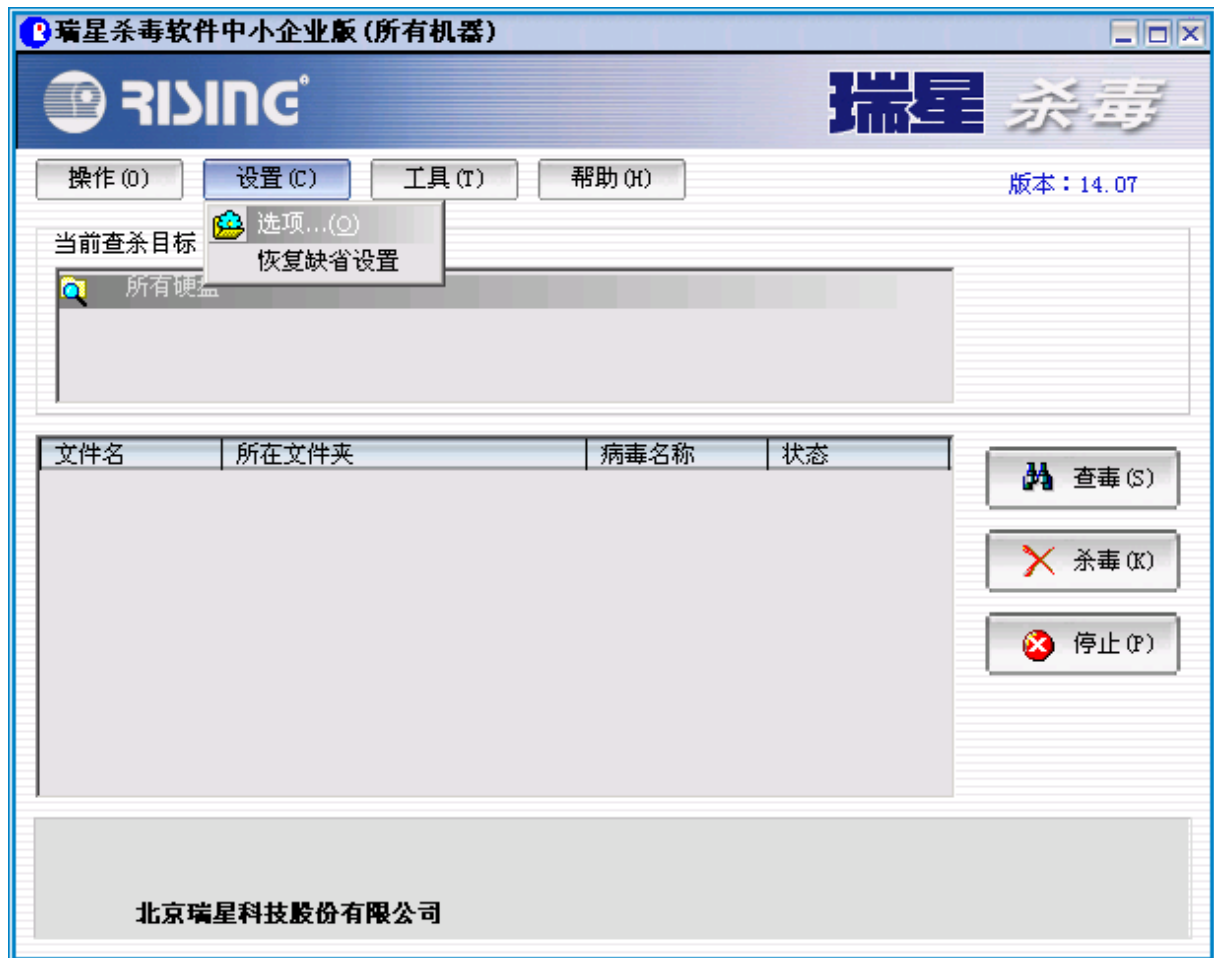 瑞星杀毒软件中小企业版(所有机器)
RISING® 瑞星 杀毒
操作(O) 设置(C) 工具(T) 帮助(H) 版本：14.07
选项...(O)
当前查杀目标
恢复缺省设置
所有硬盘
文件名 所在文件夹 病毒名称 状态
查毒(S)
杀毒(K)
停止(P)
北京瑞星科技股份有限公司